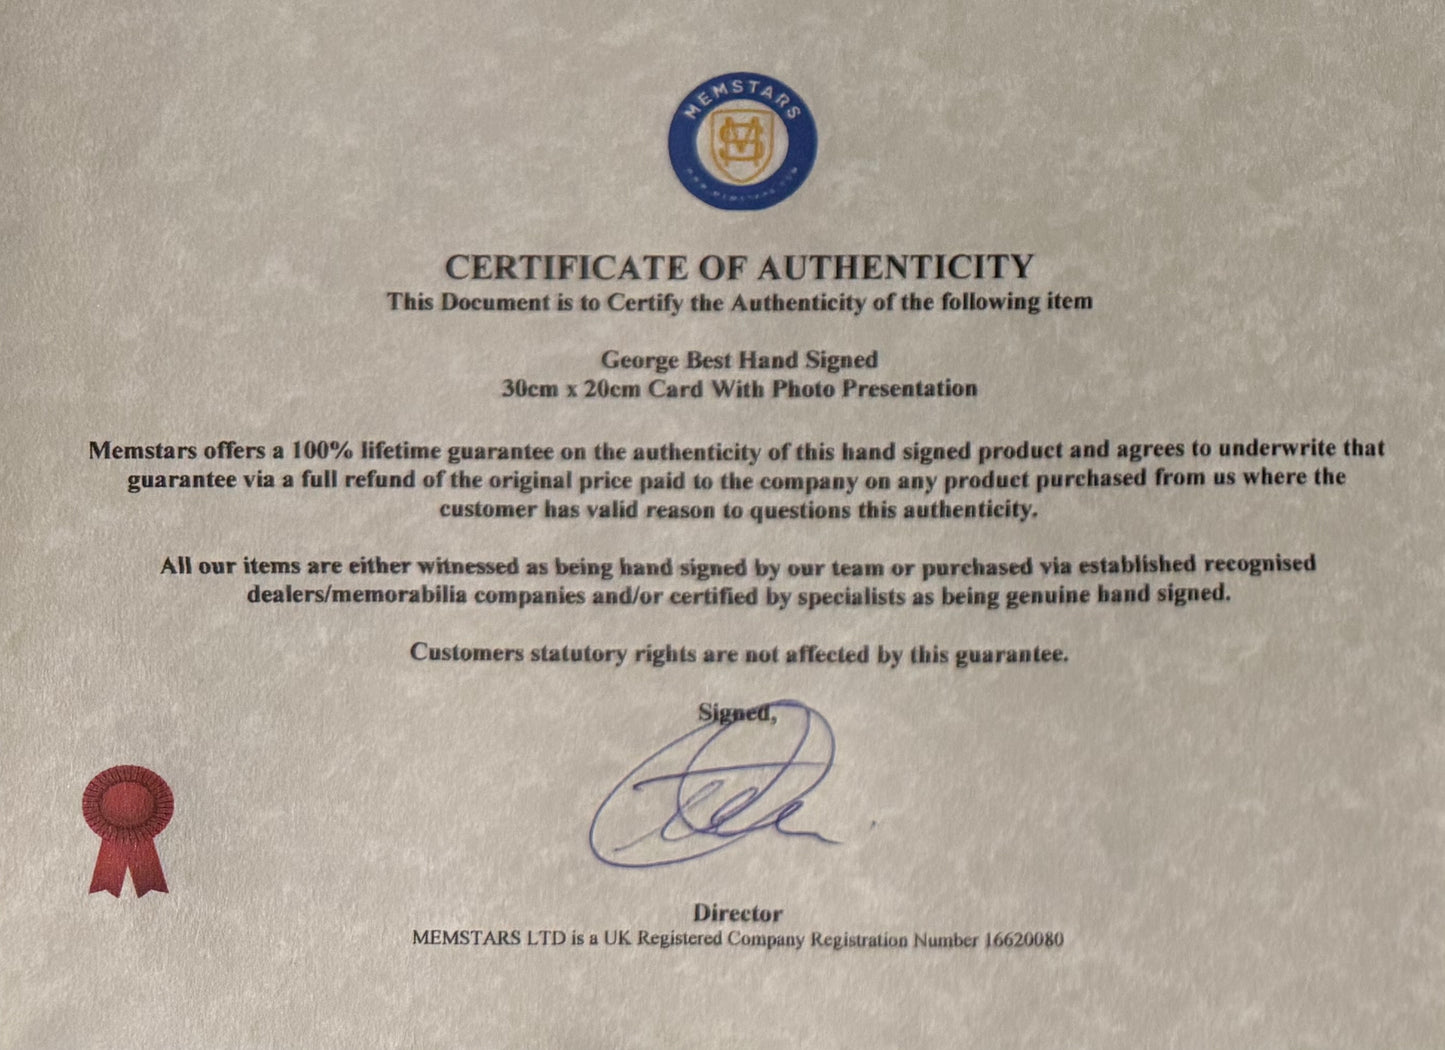 MEMSTARS
CERTIFICATE OF AUTHENTICITY
This Document is to Certify the Authenticity of the following item
George Best Hand Signed
30cm x 20cm Card With Photo Presentation
Memstars offers a 100% lifetime guarantee on the authenticity of this hand signed product and agrees to underwrite that
guarantee via a full refund of the original price paid to the company on any product purchased from us where the
customer has valid reason to questions this authenticity.
All our items are either witnessed as being hand signed by our team or purchased via established recognised
dealers/memorabilia companies and/or certified by specialists as being genuine hand signed.
Customers statutory rights are not affected by this guarantee.
Signed,
Director
MEMSTARS LTD is a UK Registered Company Registration Number 16620080